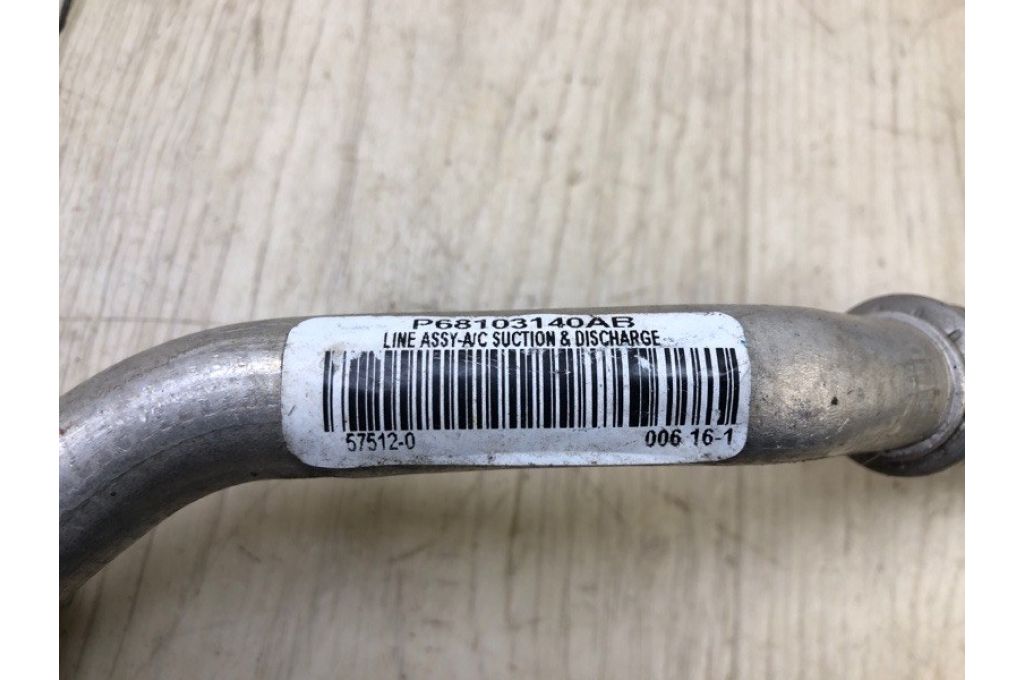 P68103140AB
LINE ASSY-A/C SUCTION & DISCHARGE
57512-0 006 16-1